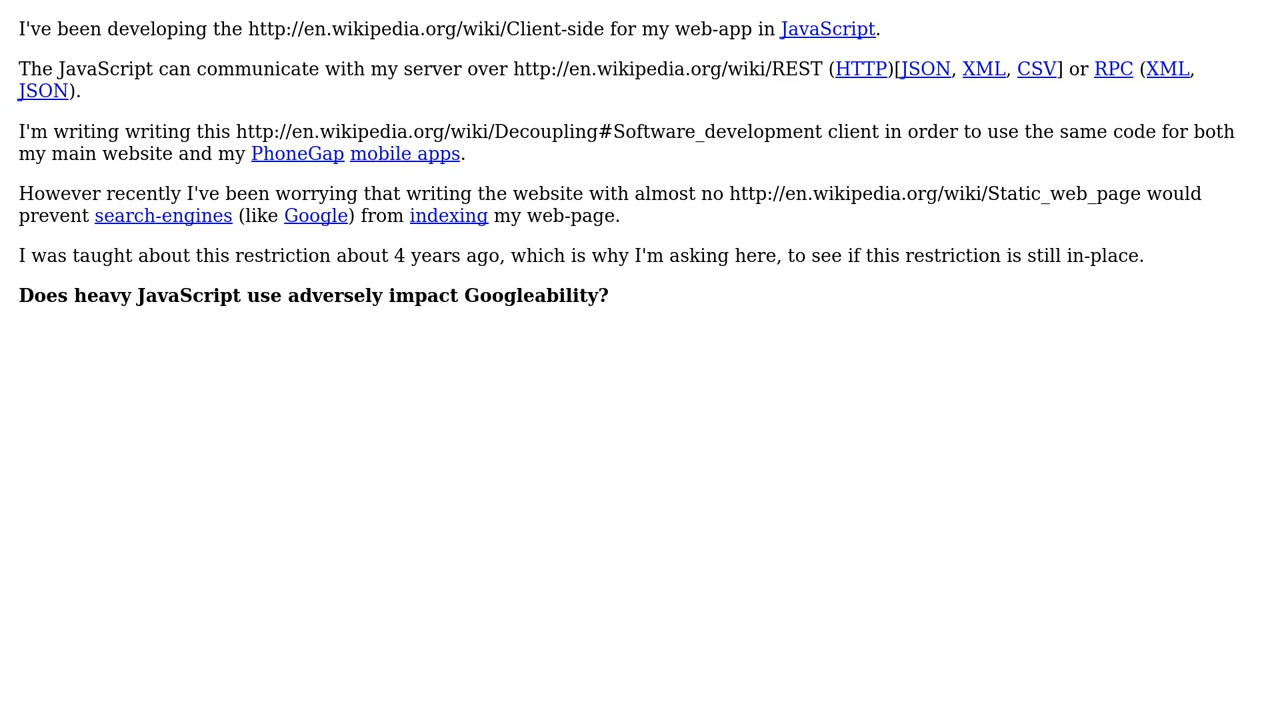 I've been developing the http://en.wikipedia.org/wiki/Client-side for my web-app in JavaScript.
The JavaScript can communicate with my server over http://en.wikipedia.org/wiki/REST (HTTP)[JSON, XML, CSV] or RPC (XML,
JSON).
I'm writing writing this http://en.wikipedia.org/wiki/Decoupling#Software_development client in order to use the same code for both
my main website and my PhoneGap mobile apps.
However recently I've been worrying that writing the website with almost no http://en.wikipedia.org/wiki/Static_web_page would
prevent search-engines (like Google) from indexing my web-page.
I was taught about this restriction about 4 years ago, which is why I'm asking here, to see if this restriction is still in-place.
Does heavy JavaScript use adversely impact Googleability?